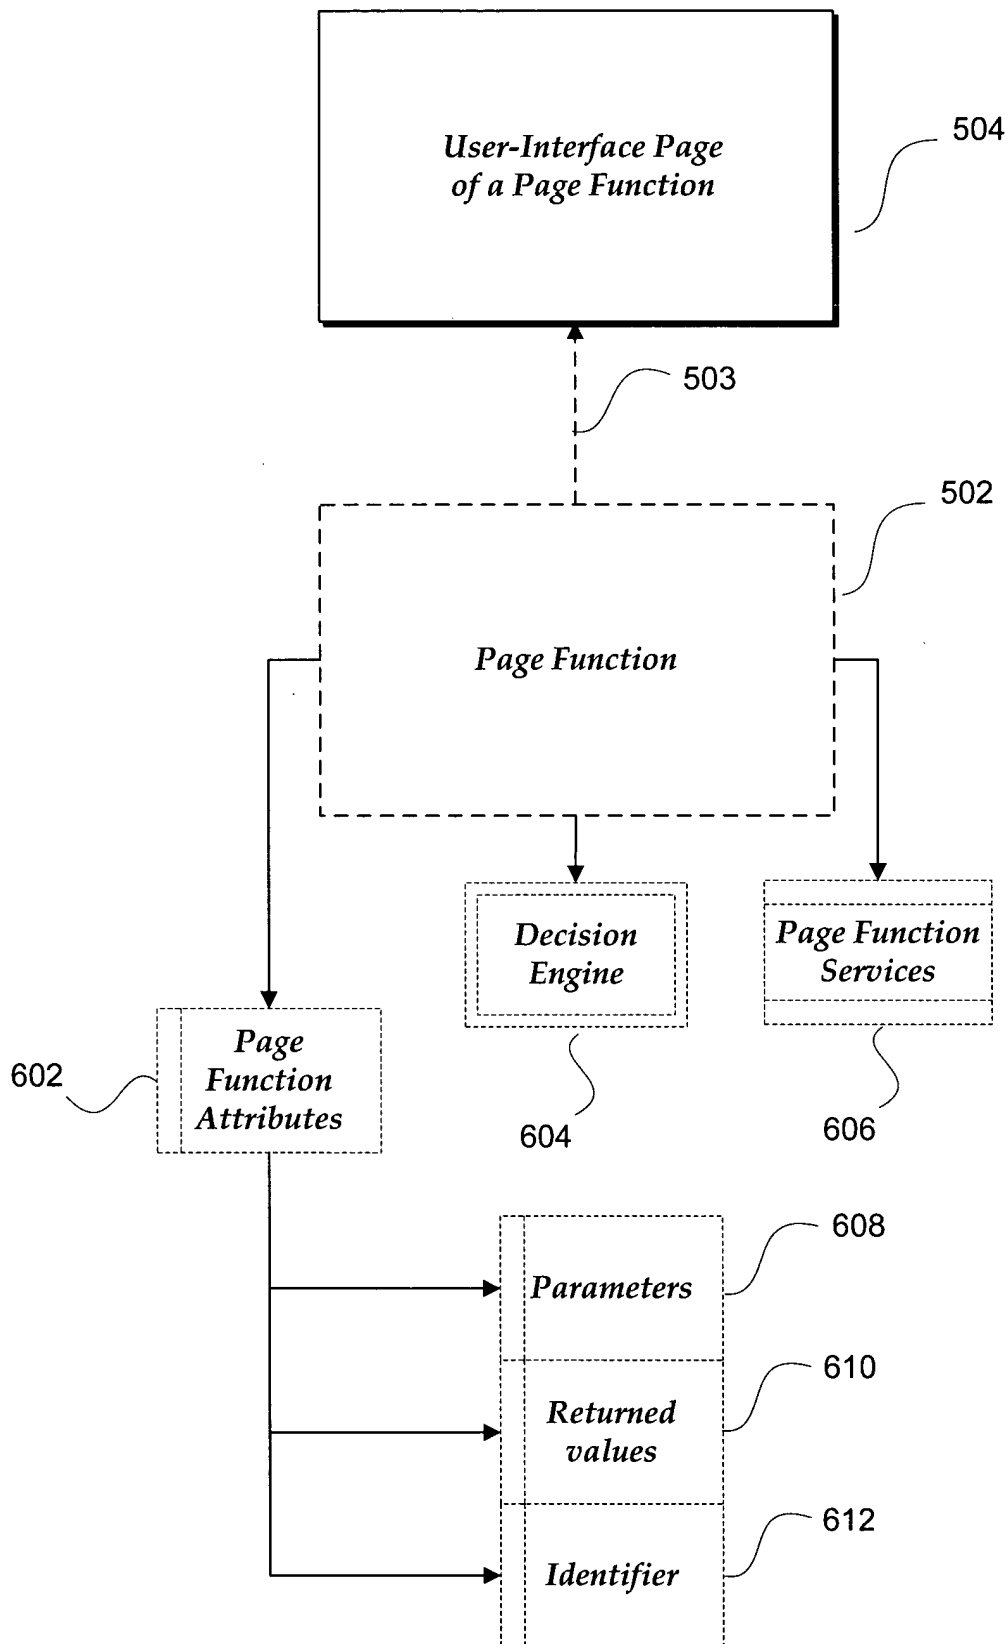 User-Interface Page
of a Page Function
504
503
502
Page Function
Decision
Engine
Page Function
Services
Page
Function
Attributes
602
604
606
608
Parameters
610
Returned
values
612
Identifier